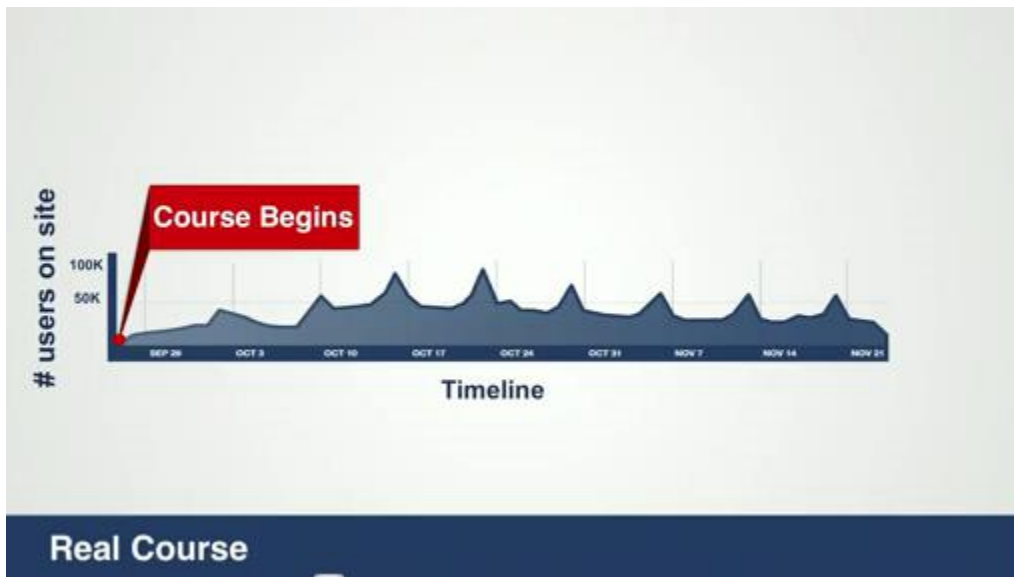 Course Begins
# users on site
100K
50K
SEP 26
OCT 3
OCT 10
OCT 17
OCT 24
OCT 31
NOV 7
NOV 14
NOV 21
Timeline
Real Course